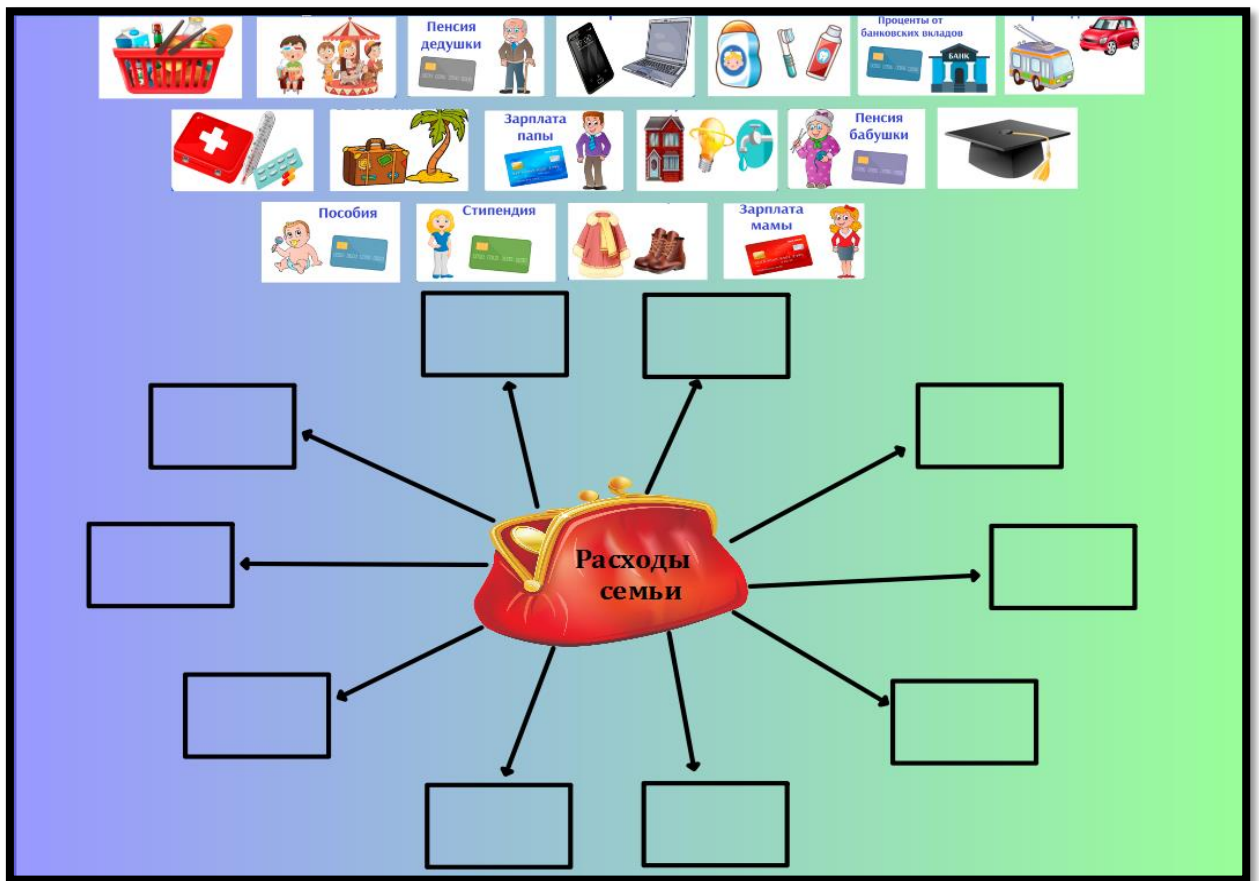 Пенсия
дедушки
Проценты от
банковских вкладов
БАНК
Зарплата
папы
Пенсия
бабушки
Пособия
Стипендия
Зарплата
мамы
Расходы
семьи